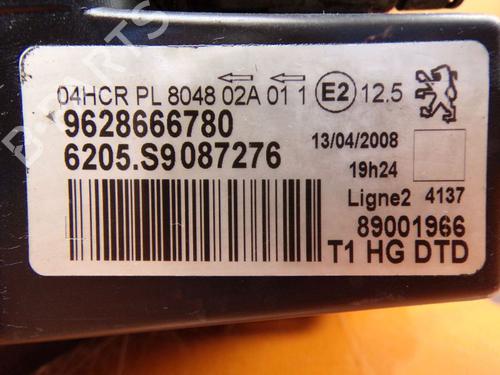 04HCR PL 8048 02A 01 1 E2 12.5
9628666780
6205.S9087276
13/04/2008
19h24
Ligne2 4137
89001966
T1 HG DTD
B-PARTS